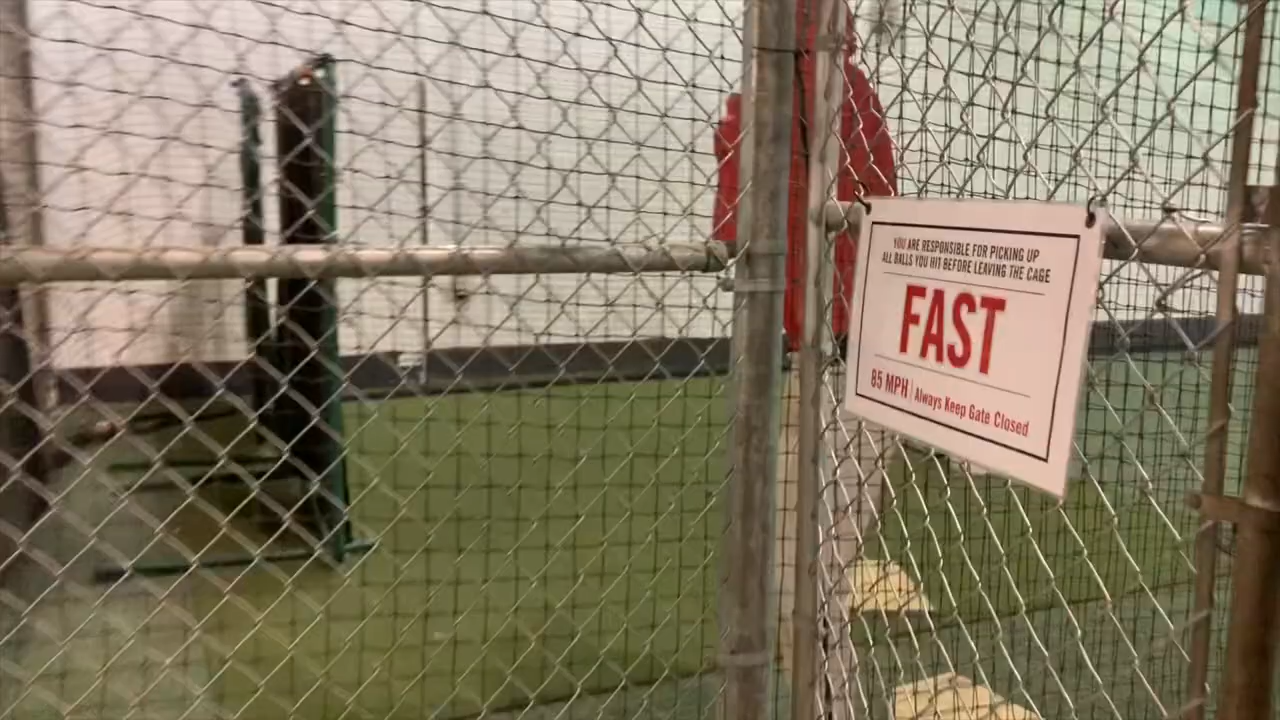 YOU ARE RESPONSIBLE FOR PICKING UP
ALL BALLS YOU HIT BEFORE LEAVING THE CAGE
FAST
85 MPH | Always Keep Gate Closed